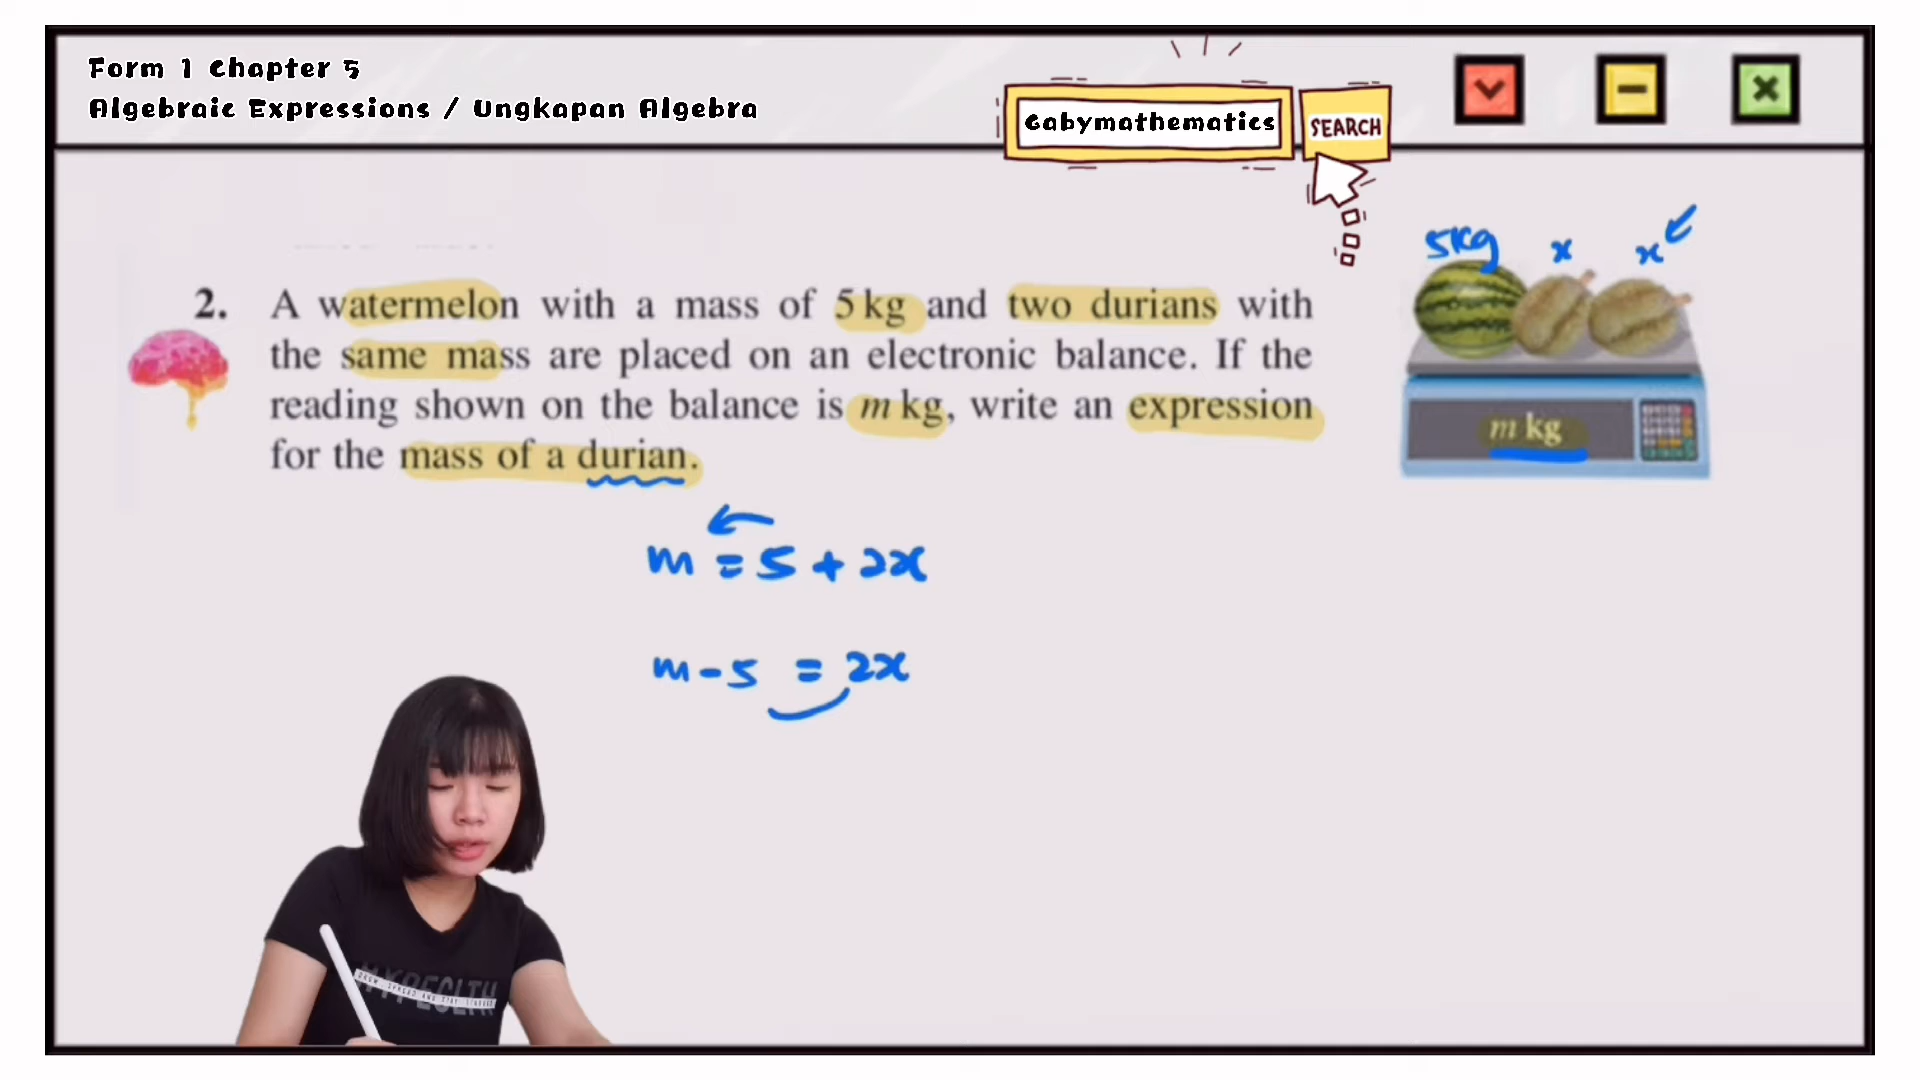 Form 1 Chapter 5
Algebraic Expressions / Ungkapan Algebra
Gabymathematics
SEARCH
5kg x x
2. A watermelon with a mass of 5 kg and two durians with
the same mass are placed on an electronic balance. If the
reading shown on the balance is m kg, write an expression
for the mass of a durian.
m kg
m = 5 + 2x
m - 5 = 2x